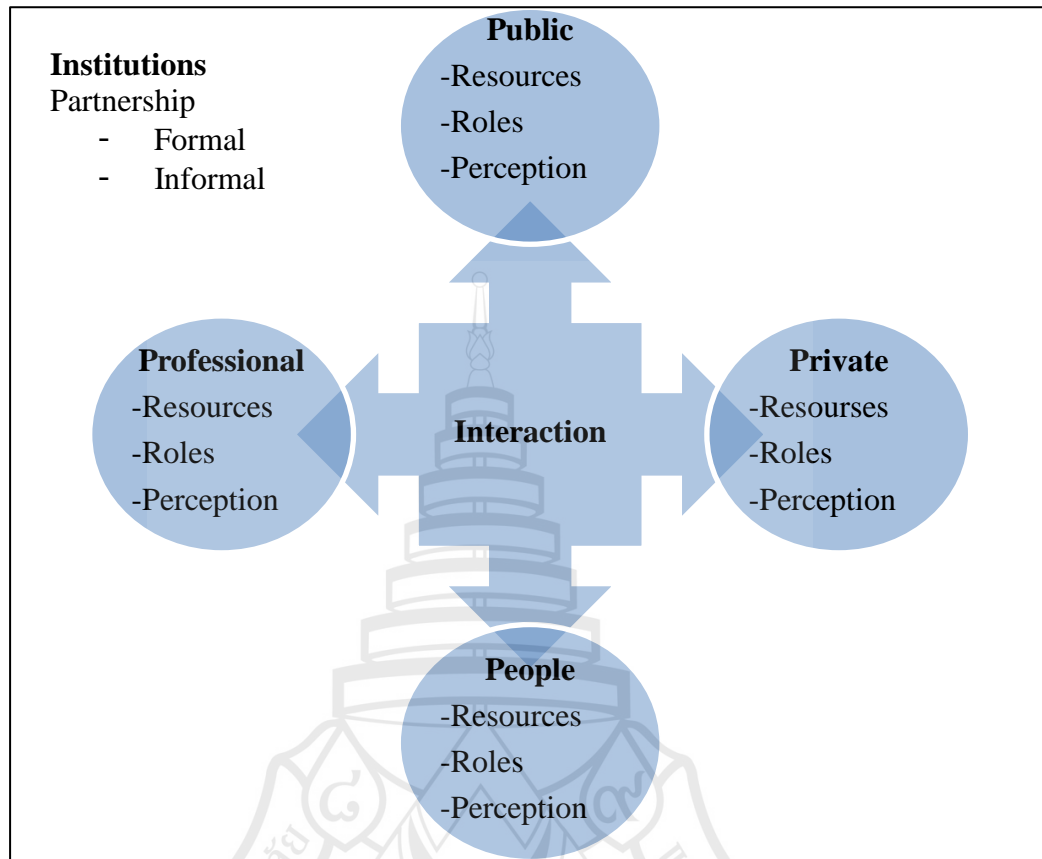 Institutions
Partnership
- Formal
- Informal
Public
-Resources
-Roles
-Perception
Professional
-Resources
-Roles
-Perception
Interaction
Private
-Resourses
-Roles
-Perception
People
-Resources
-Roles
-Perception